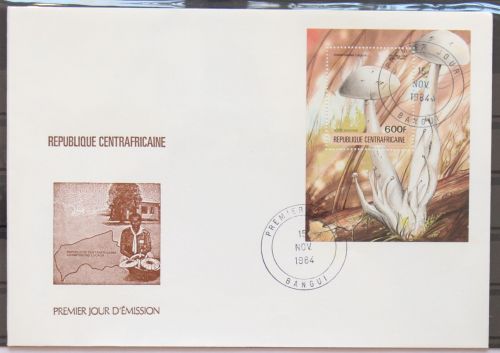 REPUBLIQUE CENTRAFRICAINE
PREMIER JOUR D'ÉMISSION
600F
REPUBLIQUE CENTRAFRICAINE
JOUR
15
NOV.
1984
BANGUI
PREMIER
15
NOV.
1984
BANGUI